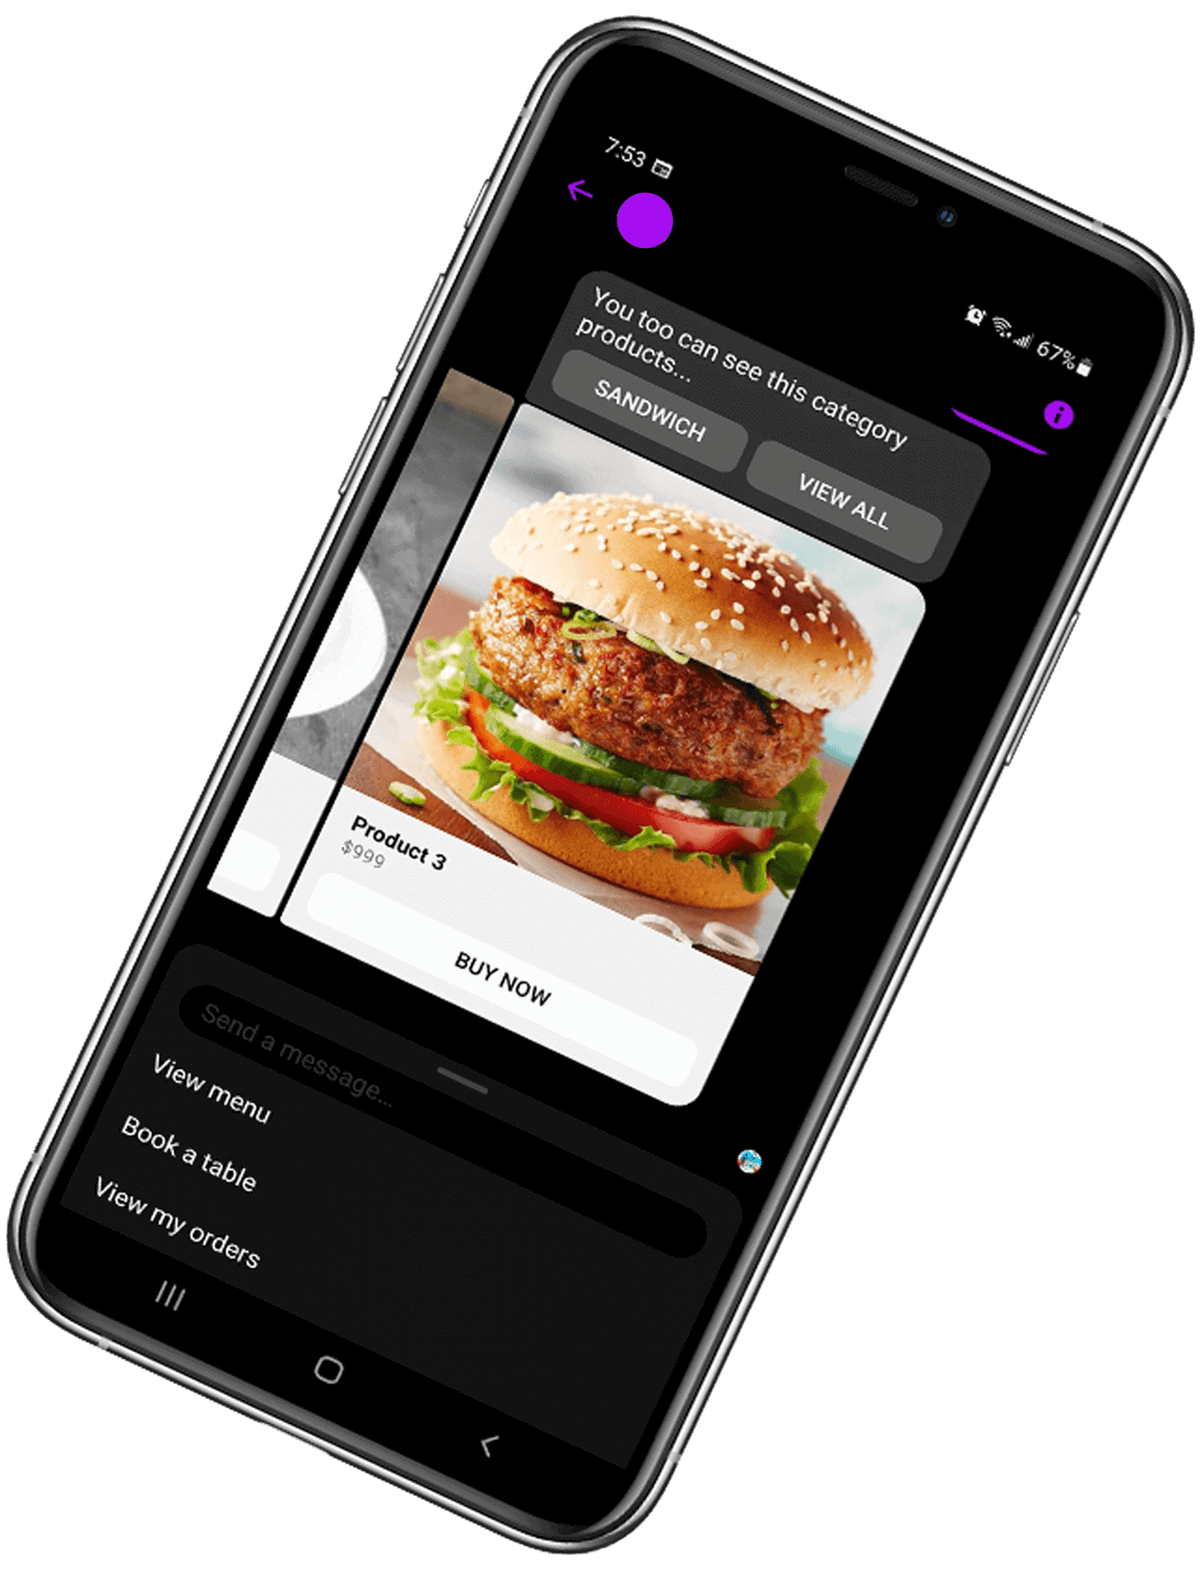 7:53
67%
You too can see this category
products...
SANDWICH
VIEW ALL
Product 3
$999
BUY NOW
Send a message...
View menu
Book a table
View my orders